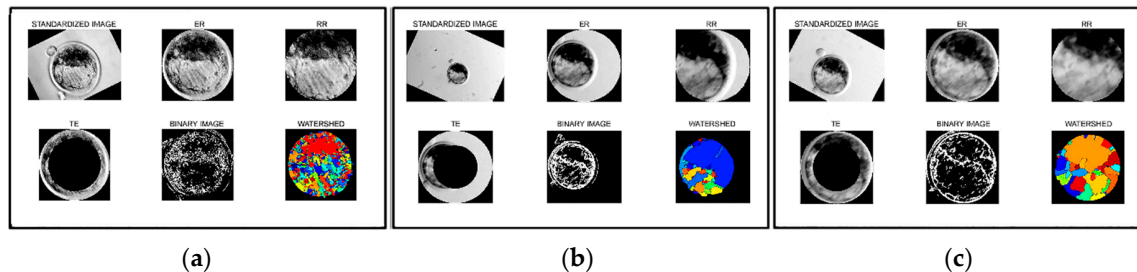 STANDARDIZED IMAGE ER RR
TE BINARY IMAGE WATERSHED
STANDARDIZED IMAGE ER RR
TE BINARY IMAGE WATERSHED
STANDARDIZED IMAGE ER RR
TE BINARY IMAGE WATERSHED
(a) (b) (c)